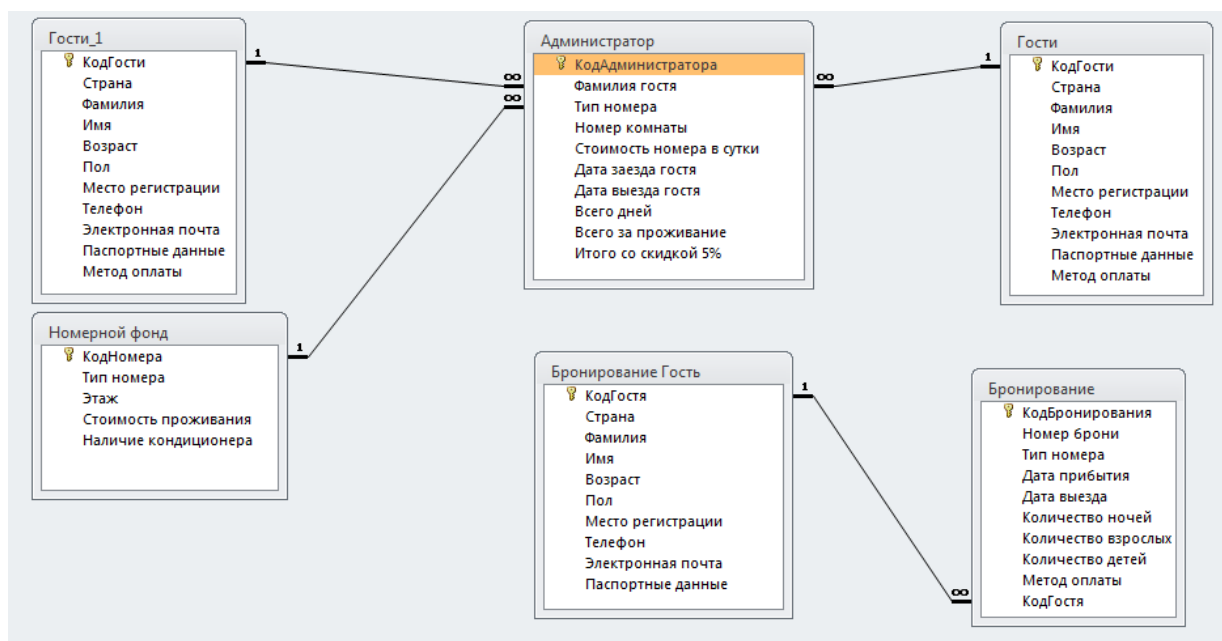 Гости_1
КодГости
Страна
Фамилия
Имя
Возраст
Пол
Место регистрации
Телефон
Электронная почта
Паспортные данные
Метод оплаты
1
∞
∞
Администратор
КодАдминистратора
Фамилия гостя
Тип номера
Номер комнаты
Стоимость номера в сутки
Дата заезда гостя
Дата выезда гостя
Всего дней
Всего за проживание
Итого со скидкой 5%
∞
1
Гости
КодГости
Страна
Фамилия
Имя
Возраст
Пол
Место регистрации
Телефон
Электронная почта
Паспортные данные
Метод оплаты
Номерной фонд
КодНомера
Тип номера
Этаж
Стоимость проживания
Наличие кондиционера
1
Бронирование Гость
КодГостя
Страна
Фамилия
Имя
Возраст
Пол
Место регистрации
Телефон
Электронная почта
Паспортные данные
1
∞
Бронирование
КодБронирования
Номер брони
Тип номера
Дата прибытия
Дата выезда
Количество ночей
Количество взрослых
Количество детей
Метод оплаты
КодГостя